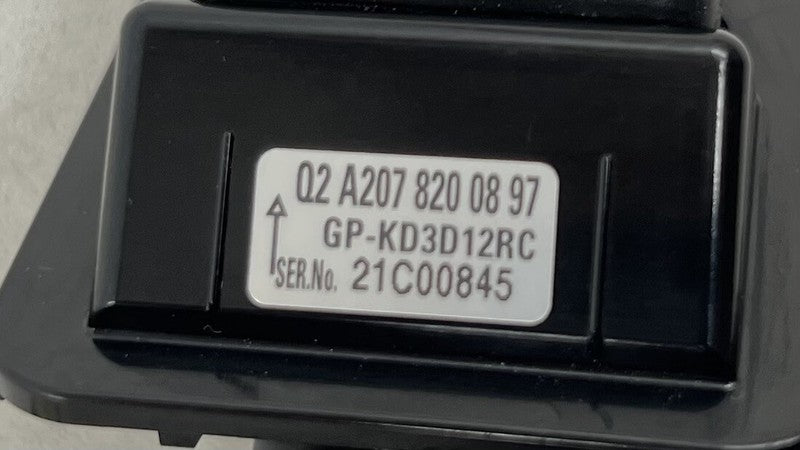 Q2 A207 820 08 97
GP-KD3D12RC
SER.No. 21C00845